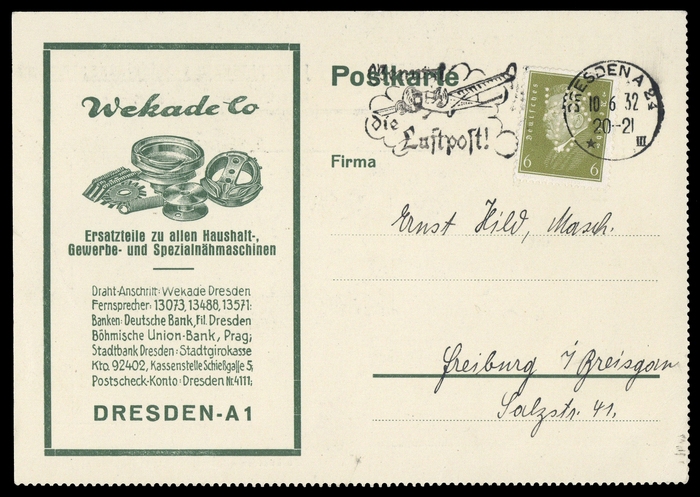 Wekade Co
Ersatzteile zu allen Haushalt-,
Gewerbe- und Spezialnähmaschinen
Draht-Anschrift: Wekade Dresden
Fernsprecher: 13073, 13488, 13571;
Banken: Deutsche Bank, Fil. Dresden
Böhmische Union-Bank, Prag;
Stadtbank Dresden: Stadtgirokasse
Kto. 92402, Kassenstelle Schießgasse 5;
Postscheck-Konto: Dresden Nr. 4111;
DRESDEN-A1
Postkarte
die
Luftpost!
Deutsches
6 6
DRESDEN A 24
10 6 32
20-21
III
Firma
Ernst Hild, Masch.
Freiburg i/Breisgau
Salzstr. 41.